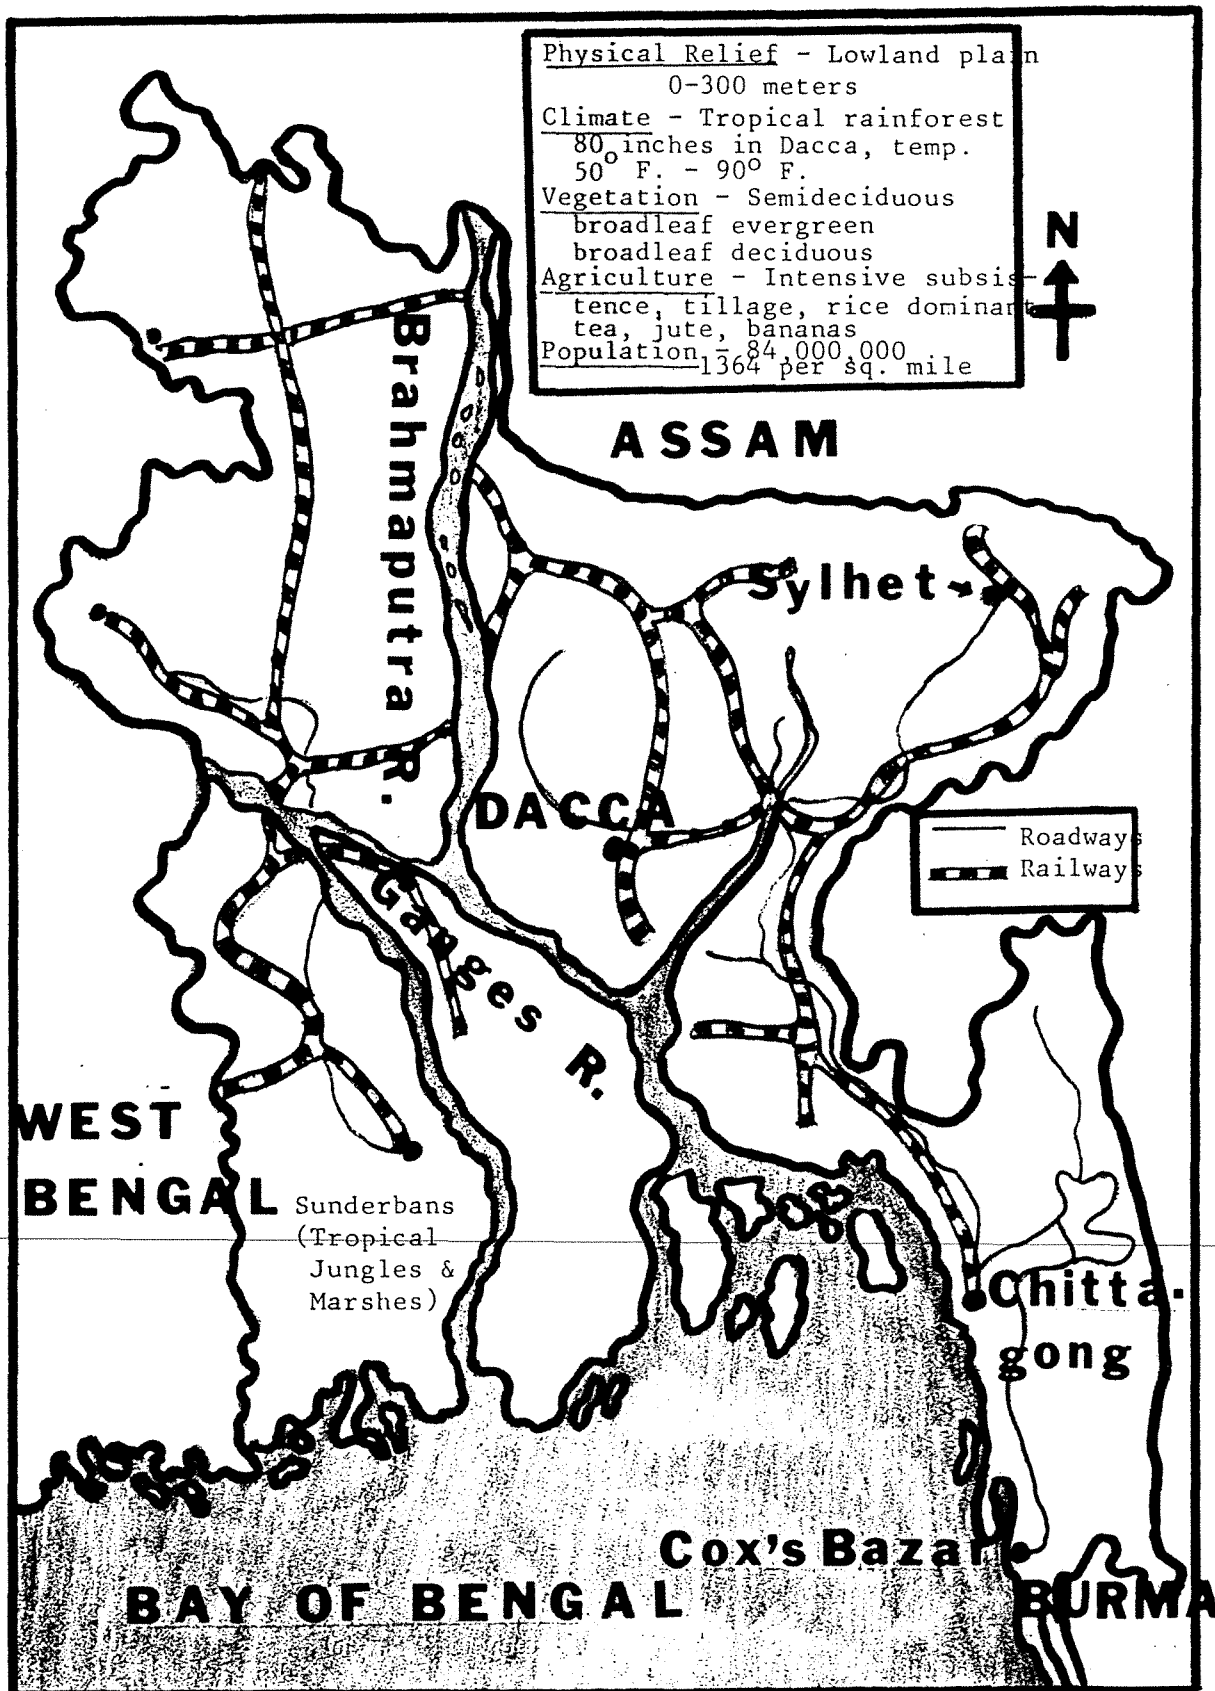 Physical Relief - Lowland plain
0-300 meters
Climate - Tropical rainforest
80 inches in Dacca, temp.
50° F. - 90° F.
Vegetation - Semideciduous
broadleaf evergreen
broadleaf deciduous
Agriculture - Intensive subsis-
tence, tillage, rice dominant
tea, jute, bananas
Population - 84,000,000
1364 per sq. mile
N
ASSAM
Brahmaputra R.
Sylhet
DACCA
Roadways
Railways
Ganges R.
WEST
BENGAL
Sunderbans
(Tropical
Jungles &
Marshes)
Chitta-
gong
Cox's Bazar
BAY OF BENGAL
BURMA